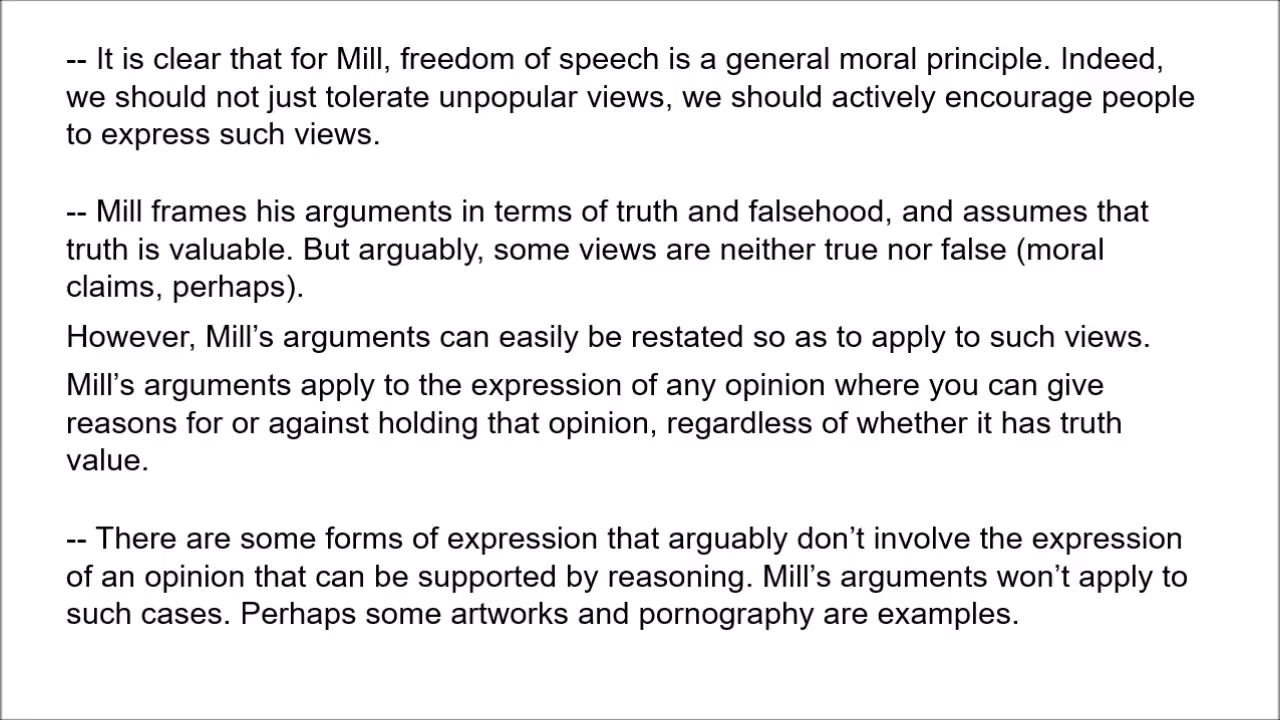 -- It is clear that for Mill, freedom of speech is a general moral principle. Indeed,
we should not just tolerate unpopular views, we should actively encourage people
to express such views.
-- Mill frames his arguments in terms of truth and falsehood, and assumes that
truth is valuable. But arguably, some views are neither true nor false (moral
claims, perhaps).
However, Mill’s arguments can easily be restated so as to apply to such views.
Mill’s arguments apply to the expression of any opinion where you can give
reasons for or against holding that opinion, regardless of whether it has truth
value.
-- There are some forms of expression that arguably don’t involve the expression
of an opinion that can be supported by reasoning. Mill’s arguments won’t apply to
such cases. Perhaps some artworks and pornography are examples.